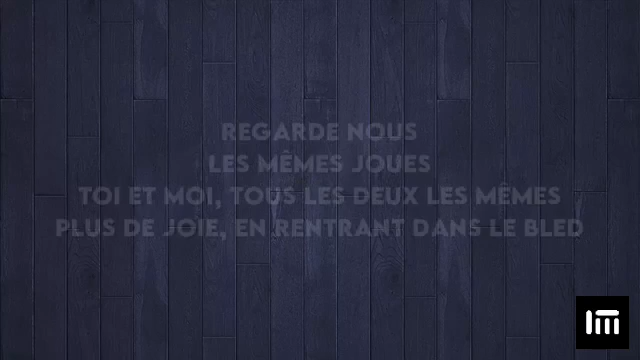 REGARDE NOUS
LES MÊMES JOUES
TOI ET MOI, TOUS LES DEUX LES MÊMES
PLUS DE JOIE, EN RENTRANT DANS LE BLED